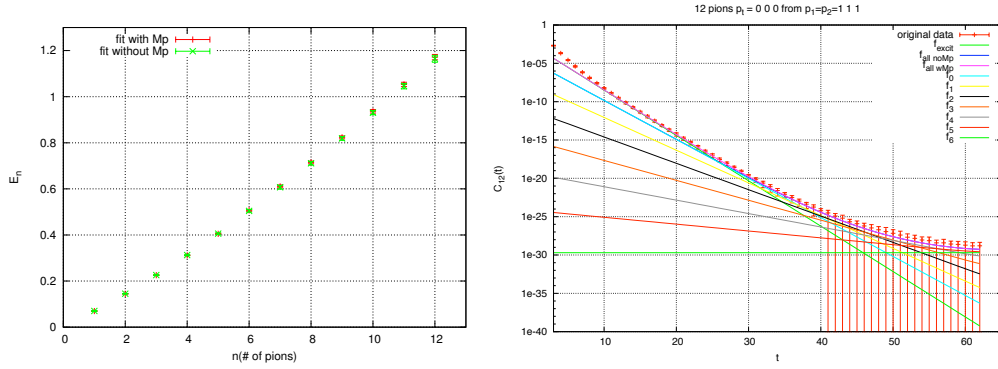 fit with Mp
fit without Mp
E_n
1.2
1
0.8
0.6
0.4
0.2
0
0 2 4 6 8 10 12
n(# of pions)
12 pions p_t = 0 0 0 from p_1=p_2=1 1 1
original data
f_excit
f_all noMp
f_all wMp
f_0
f_1
f_2
f_3
f_4
f_5
f_6
C_12(t)
1
1e-05
1e-10
1e-15
1e-20
1e-25
1e-30
1e-35
1e-40
10 20 30 40 50 60
t